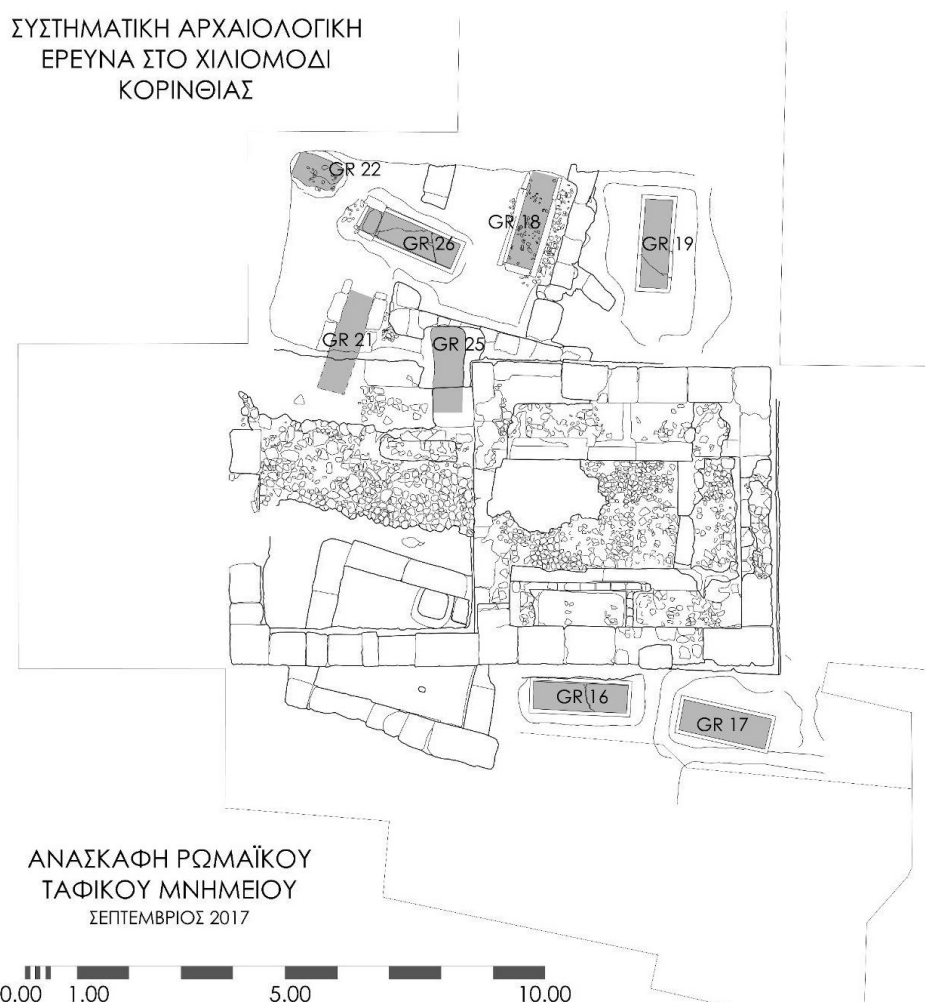 ΣΥΣΤΗΜΑΤΙΚΗ ΑΡΧΑΙΟΛΟΓΙΚΗ
ΕΡΕΥΝΑ ΣΤΟ ΧΙΛΙΟΜΟΔΙ
ΚΟΡΙΝΘΙΑΣ
GR 22
GR 18
GR 26
GR 19
GR 21
GR 25
GR 16
GR 17
ΑΝΑΣΚΑΦΗ ΡΩΜΑΪΚΟΥ
ΤΑΦΙΚΟΥ ΜΝΗΜΕΙΟΥ
ΣΕΠΤΕΜΒΡΙΟΣ 2017
0.00 1.00 5.00 10.00